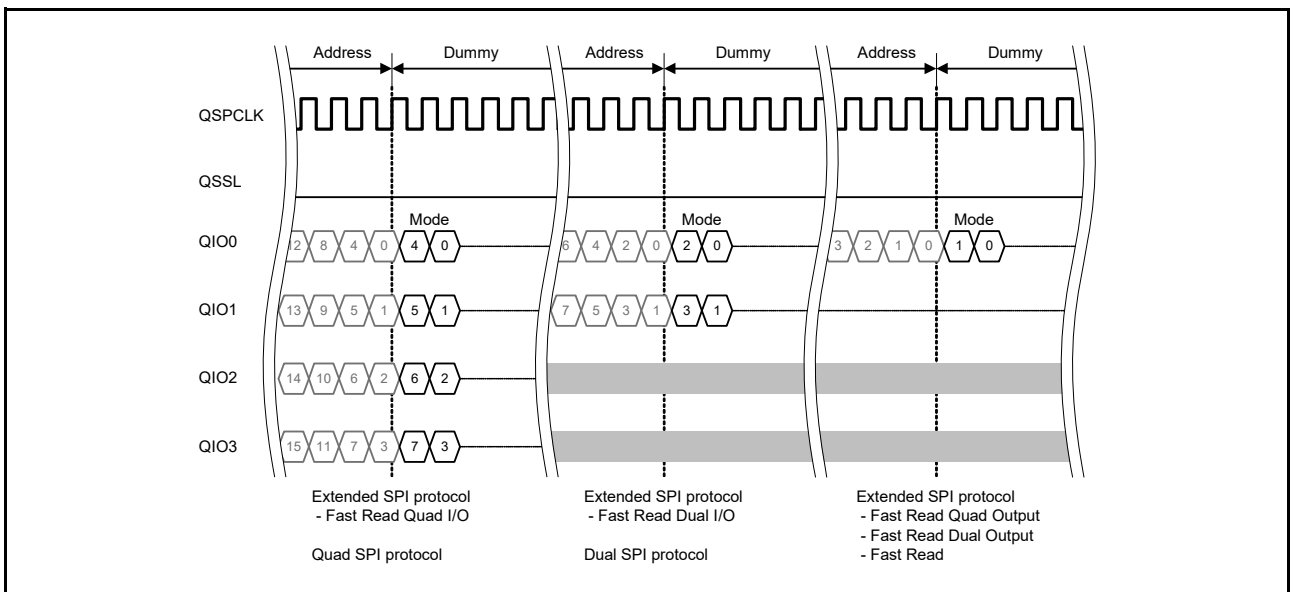 Address Dummy Address Dummy Address Dummy
QSPCLK
QSSL
Mode Mode Mode
QIO0 12 8 4 0 4 0 6 4 2 0 2 0 3 2 1 0 1 0
QIO1 13 9 5 1 5 1 7 5 3 1 3 1
QIO2 14 10 6 2 6 2
QIO3 15 11 7 3 7 3
Extended SPI protocol
- Fast Read Quad I/O
Quad SPI protocol
Extended SPI protocol
- Fast Read Dual I/O
Dual SPI protocol
Extended SPI protocol
- Fast Read Quad Output
- Fast Read Dual Output
- Fast Read